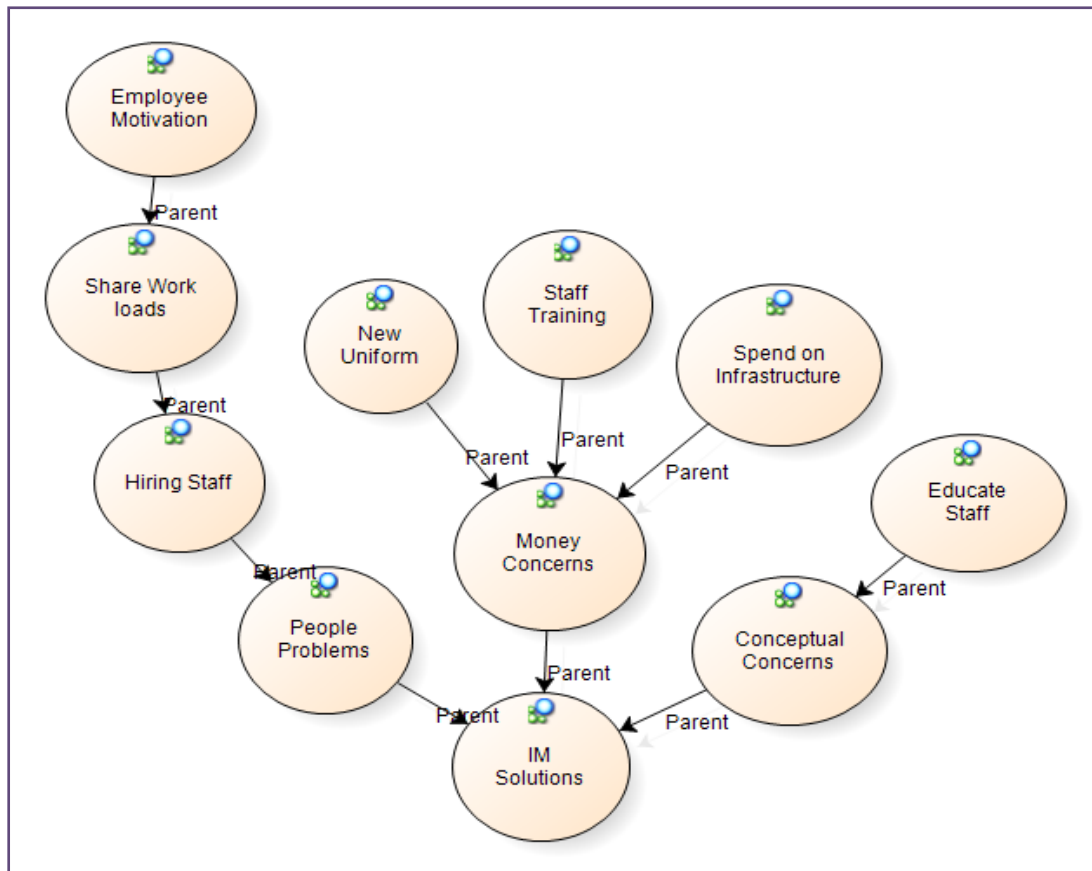 Employee
Motivation
Parent
Share Work
loads
Parent
Hiring Staff
Parent
People
Problems
Parent
New
Uniform
Parent
Staff
Training
Parent
Spend on
Infrastructure
Parent
Money
Concerns
Parent
Educate
Staff
Parent
Conceptual
Concerns
Parent
IM
Solutions